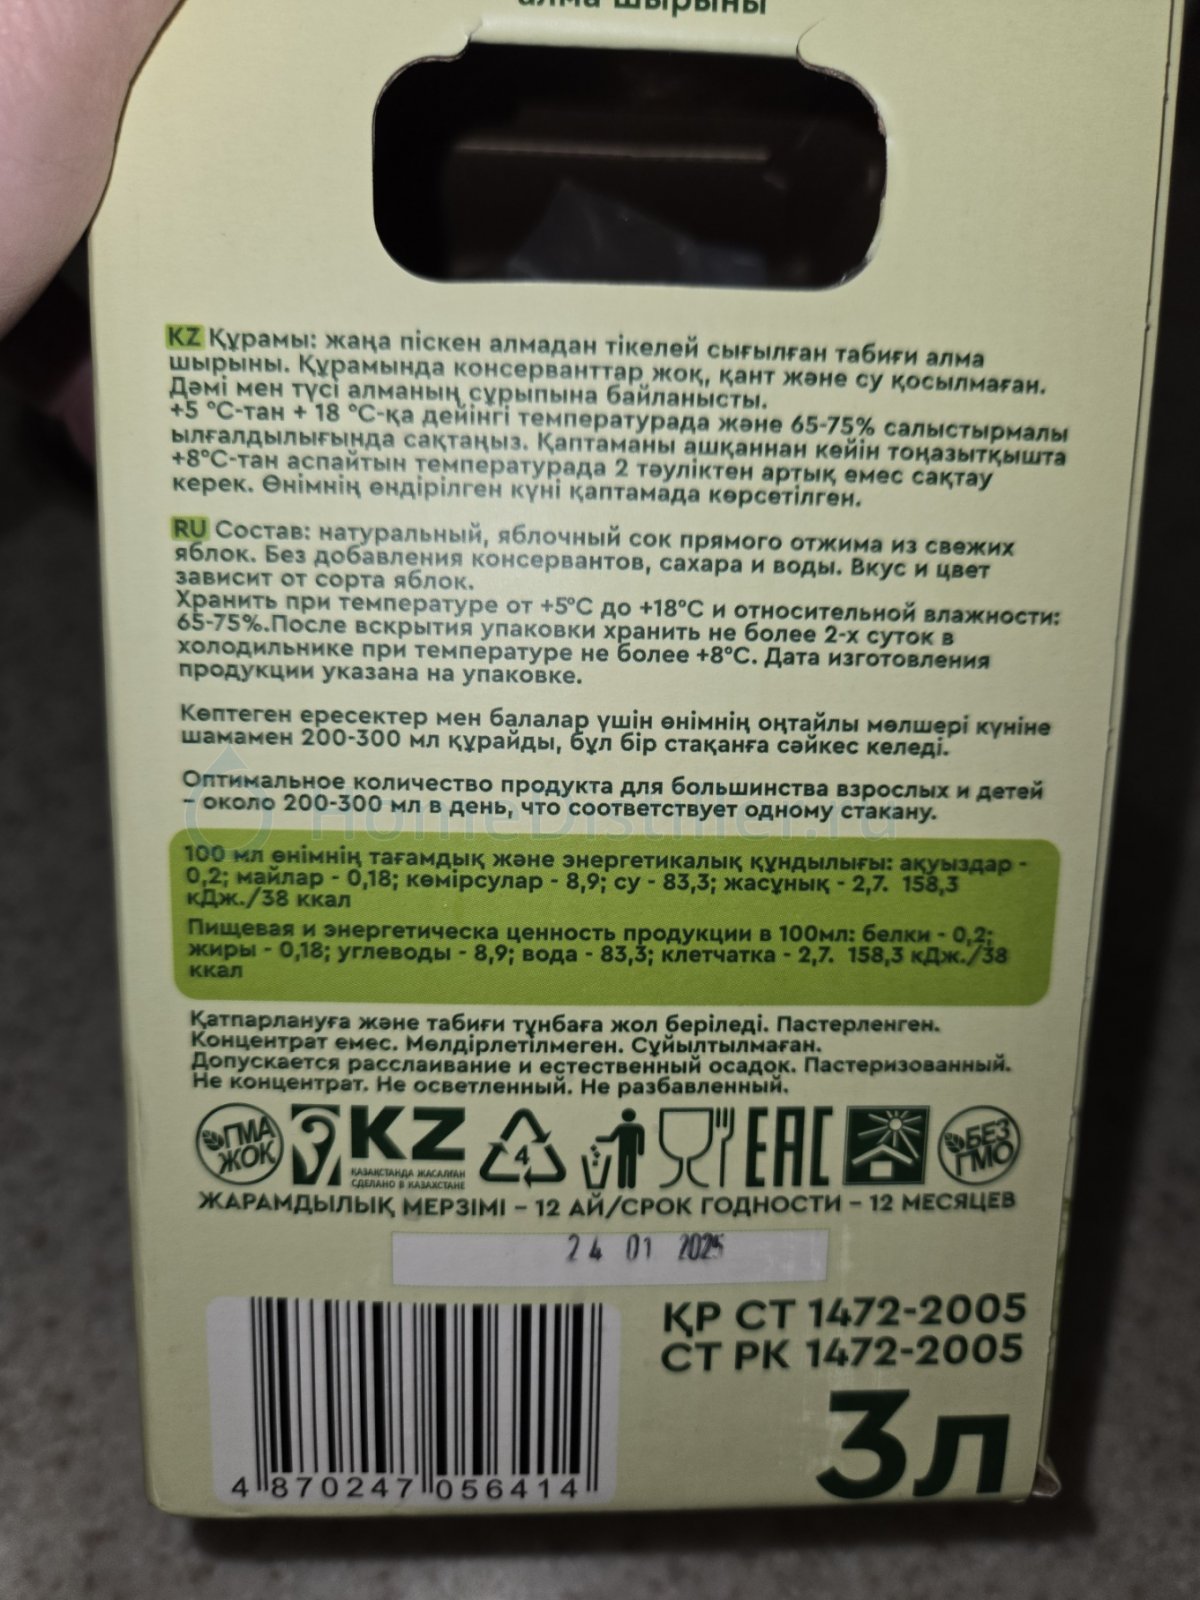 алма шырыны
KZ Құрамы: жаңа піскен алмадан тікелей сығылған табиғи алма
шырыны. Құрамында консерванттар жоқ, қант және су қосылмаған.
Дәмі мен түсі алманың сұрыпына байланысты.
+5 °С-тан + 18 °С-қа дейінгі температурада және 65-75% салыстырмалы
ылғалдылығында сақтаңыз. Қаптаманы ашқаннан кейін тоңазытқышта
+8°С-тан аспайтын температурада 2 тәуліктен артық емес сақтау
керек. Өнімнің өндірілген күні қаптамада көрсетілген.
RU Состав: натуральный, яблочный сок прямого отжима из свежих
яблок. Без добавления консервантов, сахара и воды. Вкус и цвет
зависит от сорта яблок.
Хранить при температуре от +5°С до +18°С и относительной влажности:
65-75%.После вскрытия упаковки хранить не более 2-х суток в
холодильнике при температуре не более +8°С. Дата изготовления
продукции указана на упаковке.
Көптеген ересектер мен балалар үшін өнімнің оңтайлы мөлшері күніне
шамамен 200-300 мл құрайды, бұл бір стақанға сәйкес келеді.
Оптимальное количество продукта для большинства взрослых и детей
– около 200-300 мл в день, что соответствует одному стакану.
HomeDistiller.ru
100 мл өнімнің тағамдық және энергетикалық құндылығы: ақуыздар -
0,2; майлар - 0,18; көмірсулар - 8,9; су - 83,3; жасұнық - 2,7. 158,3
кДж./38 ккал
Пищевая и энергетическа ценность продукции в 100мл: белки - 0,2;
жиры - 0,18; углеводы - 8,9; вода - 83,3; клетчатка - 2,7. 158,3 кДж./38
ккал
Қатпарлануға және табиғи тұнбаға жол беріледі. Пастерленген.
Концентрат емес. Мөлдірлетілмеген. Сұйылтылмаған.
Допускается расслаивание и естественный осадок. Пастеризованный.
Не концентрат. Не осветленный. Не разбавленный.
ГМА ЖОҚ
KZ
ҚАЗАҚСТАНДА ЖАСАЛҒАН
СДЕЛАНО В КАЗАХСТАНЕ
4
EAC
БЕЗ ГМО
ЖАРАМДЫЛЫҚ МЕРЗІМІ – 12 АЙ/СРОК ГОДНОСТИ – 12 МЕСЯЦЕВ
24 01 2025
ҚР СТ 1472-2005
СТ РК 1472-2005
3л
4 870247 056414